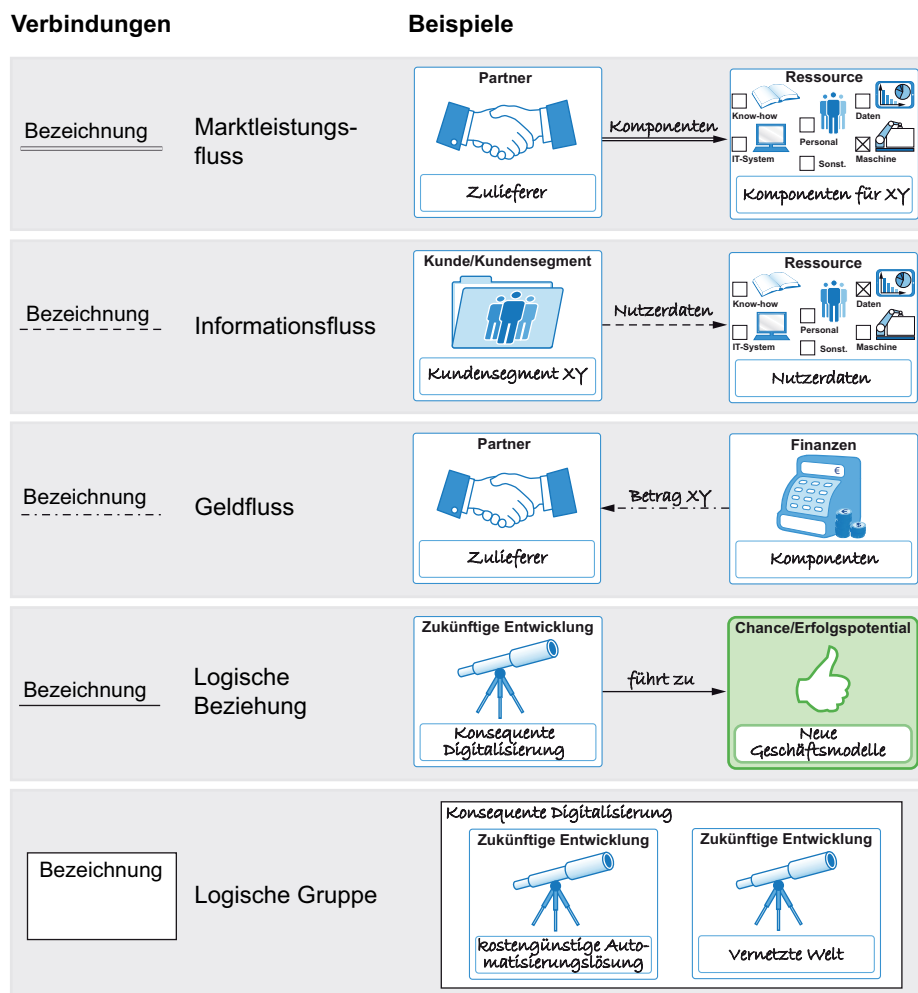 Verbindungen
Beispiele
Bezeichnung
Marktleistungs-
fluss
Partner
Zulieferer
Komponenten
Ressource
Know-how
Daten
Personal
IT-System
Sonst.
Maschine
Komponenten für XY
Bezeichnung
Informationsfluss
Kunde/Kundensegment
Kundensegment XY
Nutzerdaten
Ressource
Know-how
Daten
Personal
IT-System
Sonst.
Maschine
Nutzerdaten
Bezeichnung
Geldfluss
Partner
Zulieferer
Betrag XY
Finanzen
€
Komponenten
Bezeichnung
Logische
Beziehung
Zukünftige Entwicklung
Konsequente
Digitalisierung
führt zu
Chance/Erfolgspotential
Neue
Geschäftsmodelle
Bezeichnung
Logische Gruppe
Konsequente Digitalisierung
Zukünftige Entwicklung
kostengünstige Auto-
matisierungslösung
Zukünftige Entwicklung
Vernetzte Welt